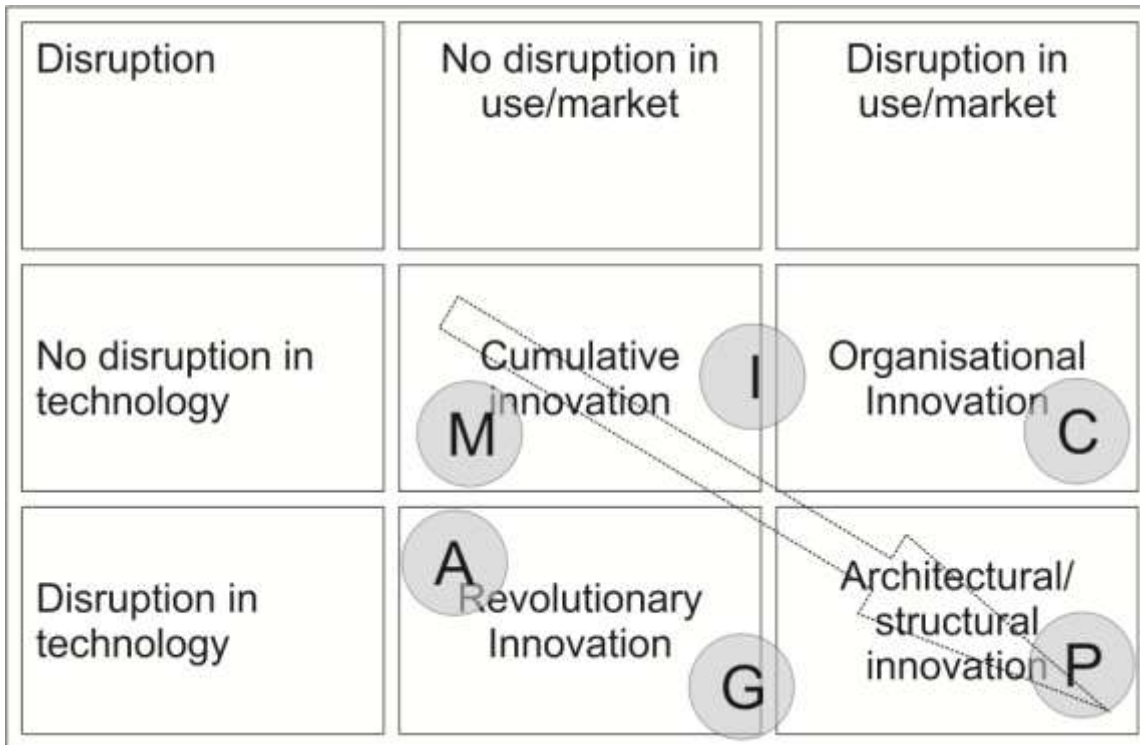 Disruption
No disruption in
use/market
Disruption in
use/market
No disruption in
technology
Cumulative
innovation
M
I
Organisational
Innovation
C
Disruption in
technology
A
Revolutionary
Innovation
G
Architectural/
structural
innovation
P